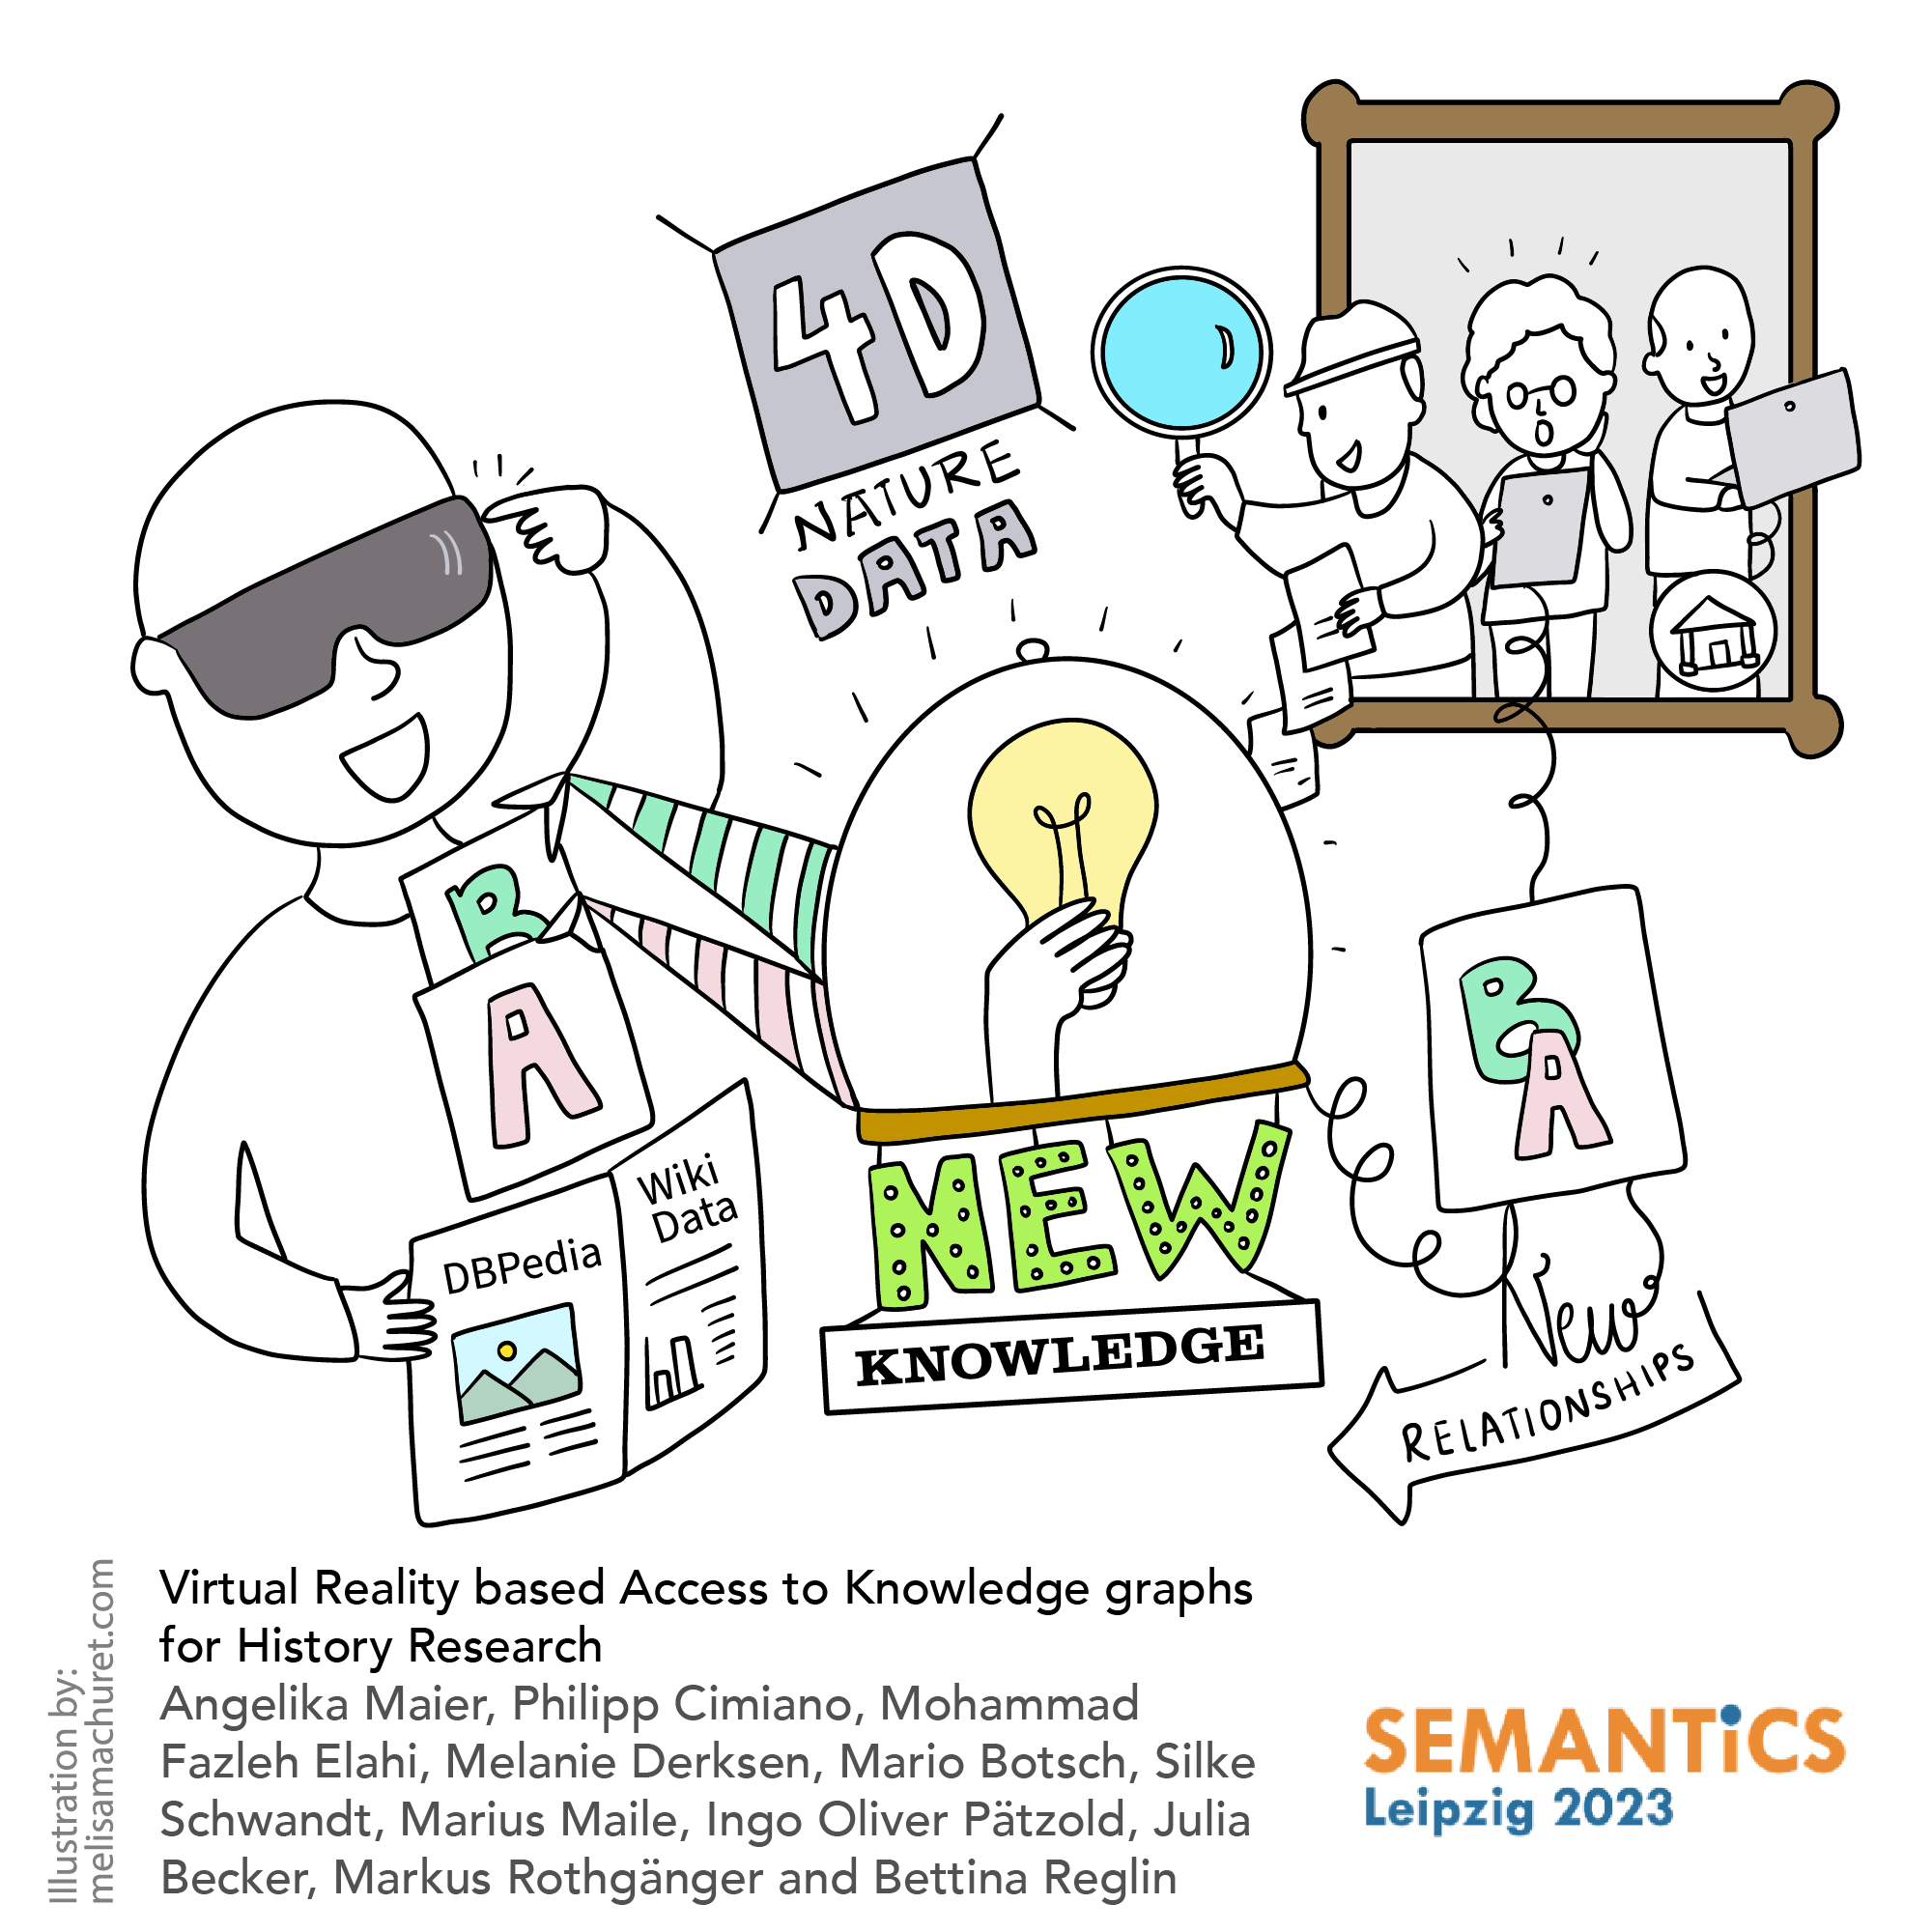 4D
NATURE
DATA
B
A
DBPedia
Wiki
Data
NEW
KNOWLEDGE
B
A
New
RELATIONSHIPS
Virtual Reality based Access to Knowledge graphs
for History Research
Angelika Maier, Philipp Cimiano, Mohammad
Fazleh Elahi, Melanie Derksen, Mario Botsch, Silke
Schwandt, Marius Maile, Ingo Oliver Pätzold, Julia
Becker, Markus Rothgänger and Bettina Reglin
Illustration by:
melisamachuret.com
SEMANTiCS
Leipzig 2023